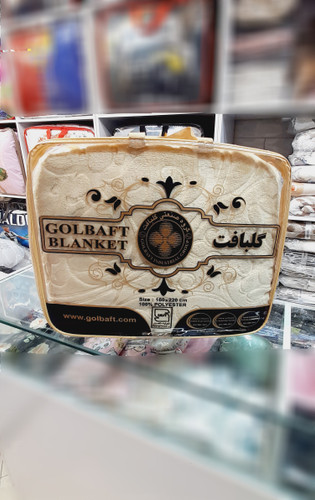 GOLBAFT
BLANKET
گلبافت
Size : 160x220 cm
100% POLYESTER
www.golbaft.com